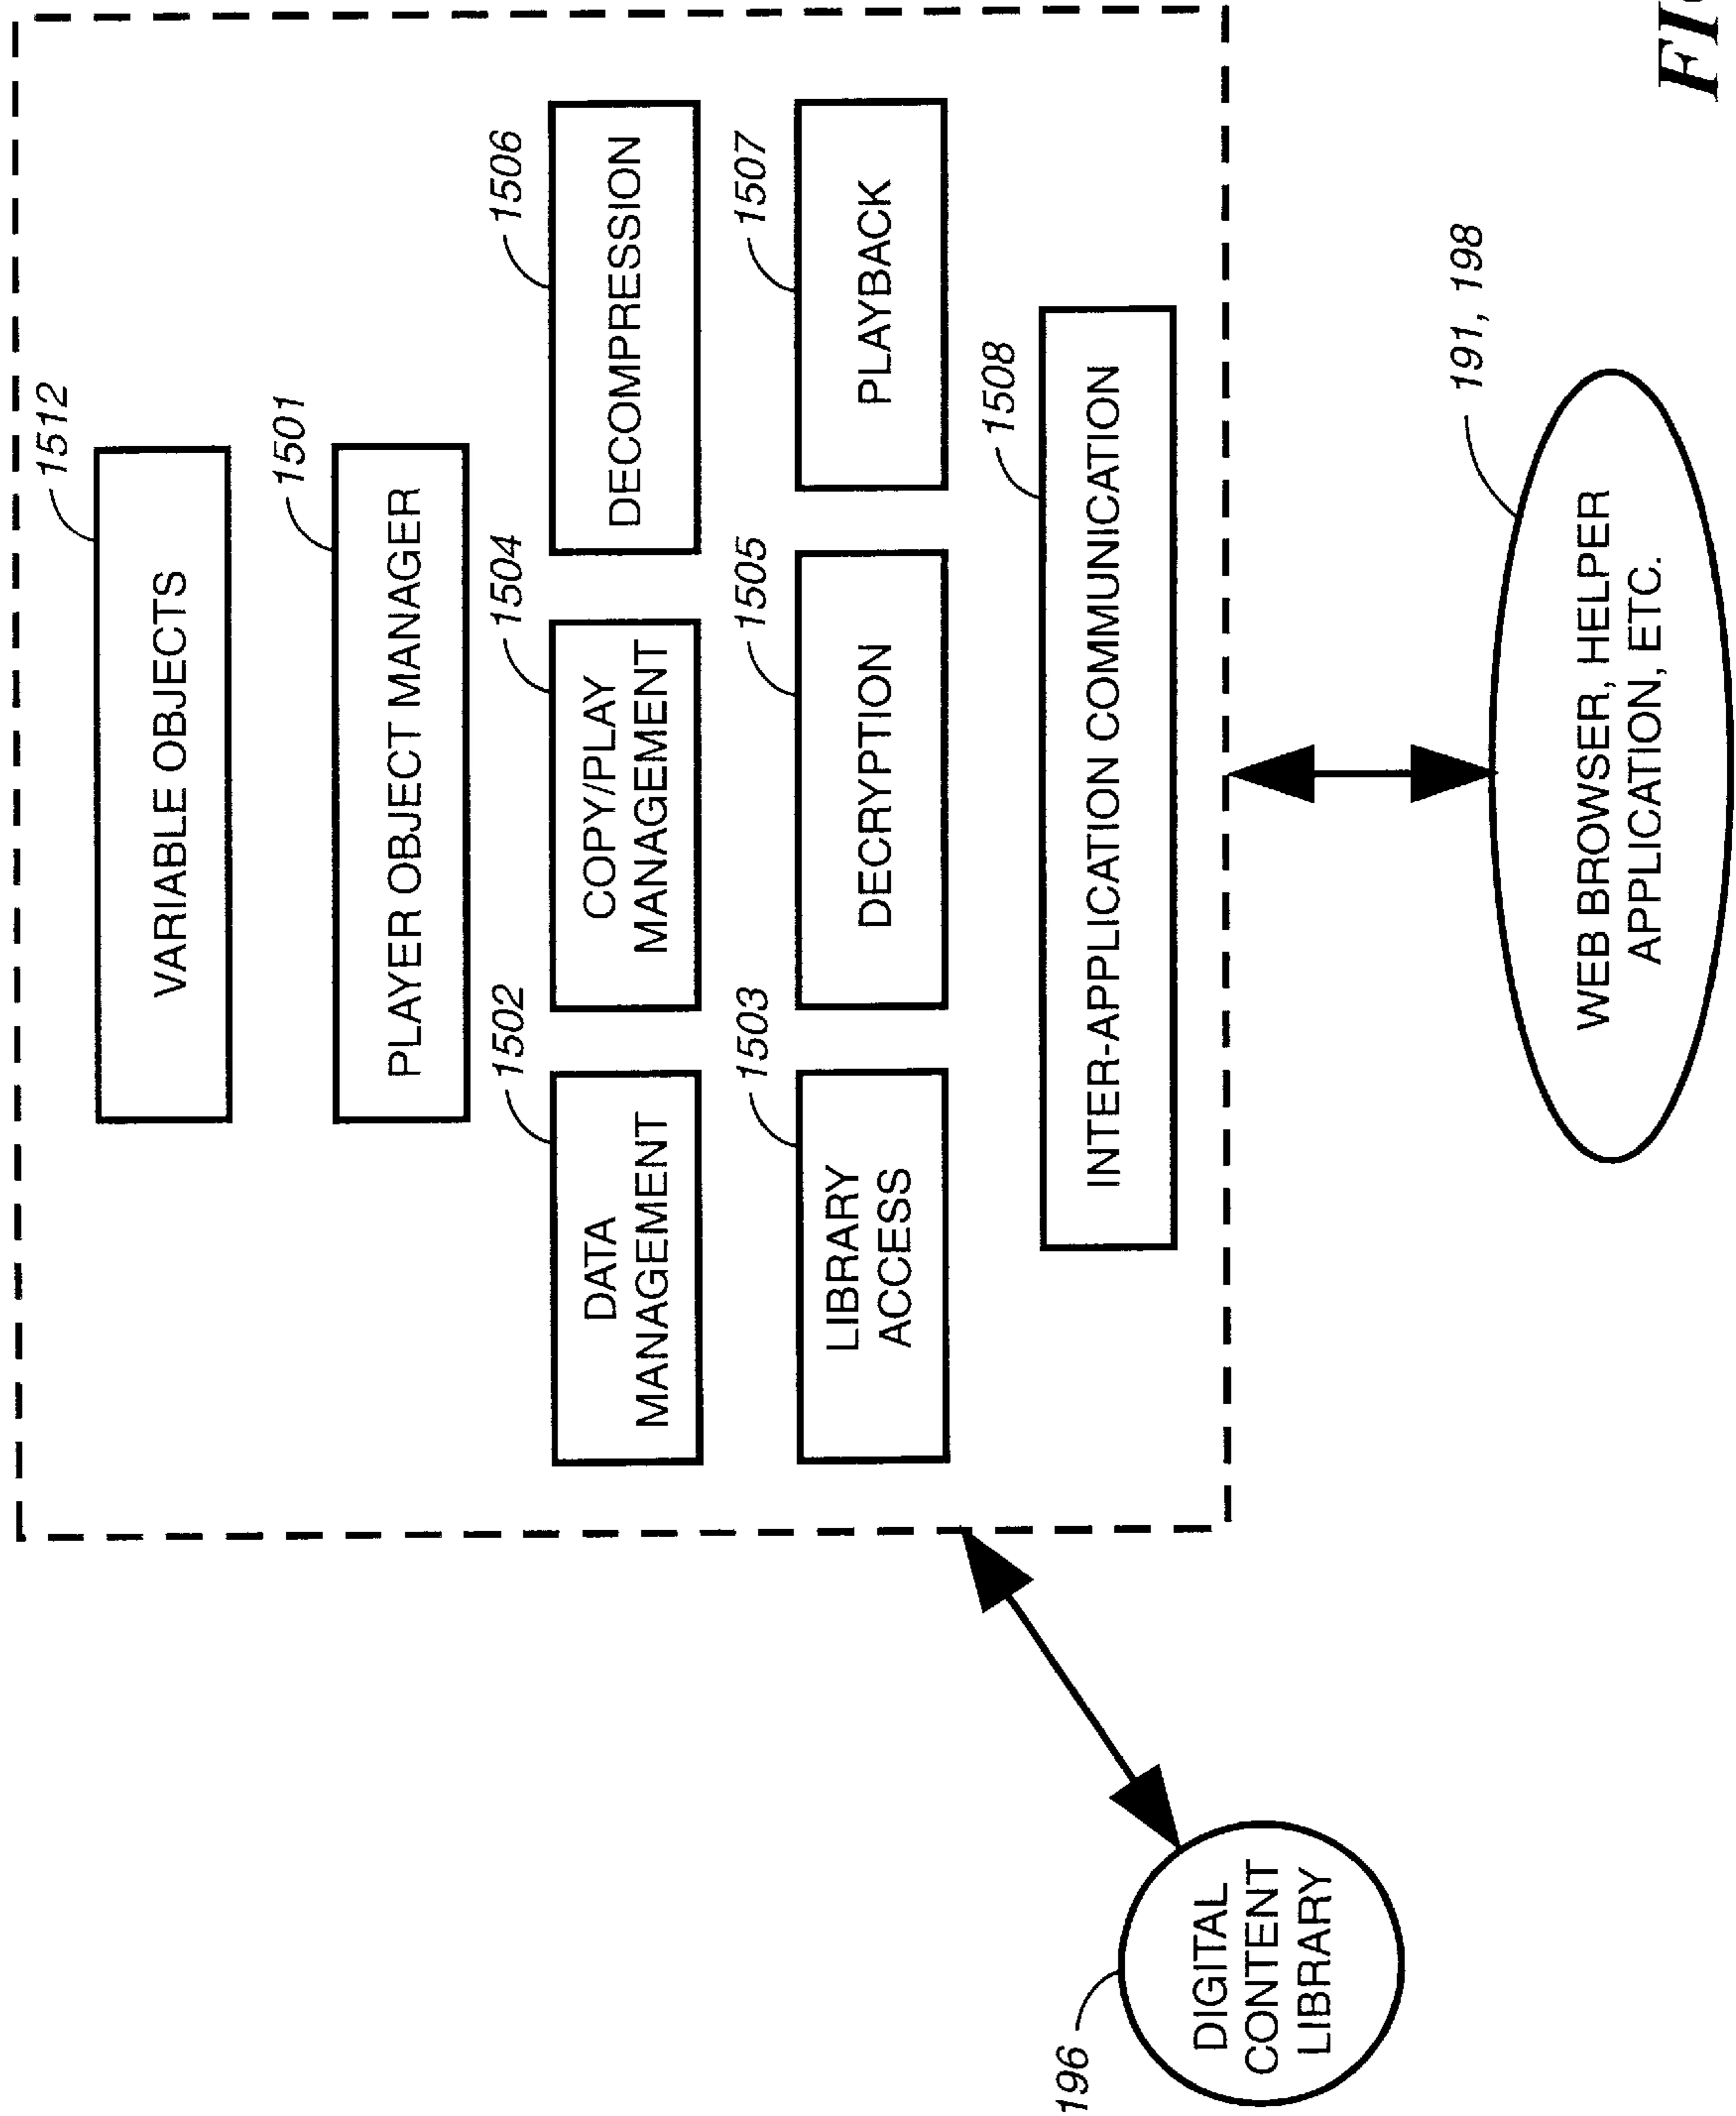 1512
VARIABLE OBJECTS
1501
PLAYER OBJECT MANAGER
1502
DATA
MANAGEMENT
1504
COPY/PLAY
MANAGEMENT
1506
DECOMPRESSION
1503
LIBRARY
ACCESS
1505
DECRYPTION
1507
PLAYBACK
1508
INTER-APPLICATION COMMUNICATION
196
DIGITAL
CONTENT
LIBRARY
191, 198
WEB BROWSER, HELPER
APPLICATION, ETC.